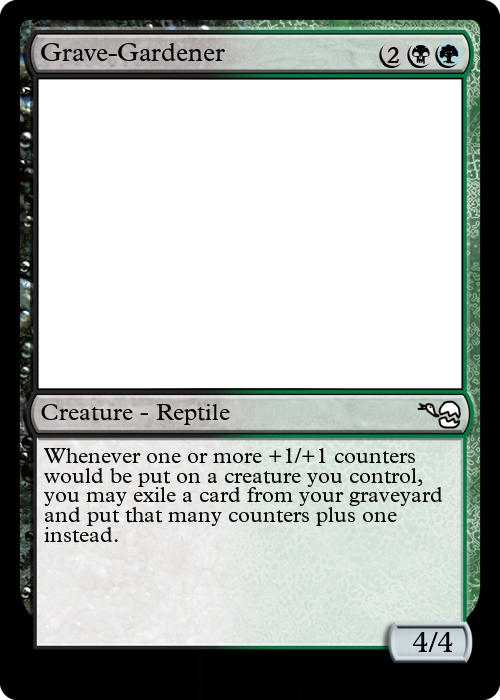 Grave-Gardener 2
Creature - Reptile
Whenever one or more +1/+1 counters
would be put on a creature you control,
you may exile a card from your graveyard
and put that many counters plus one
instead.
4/4